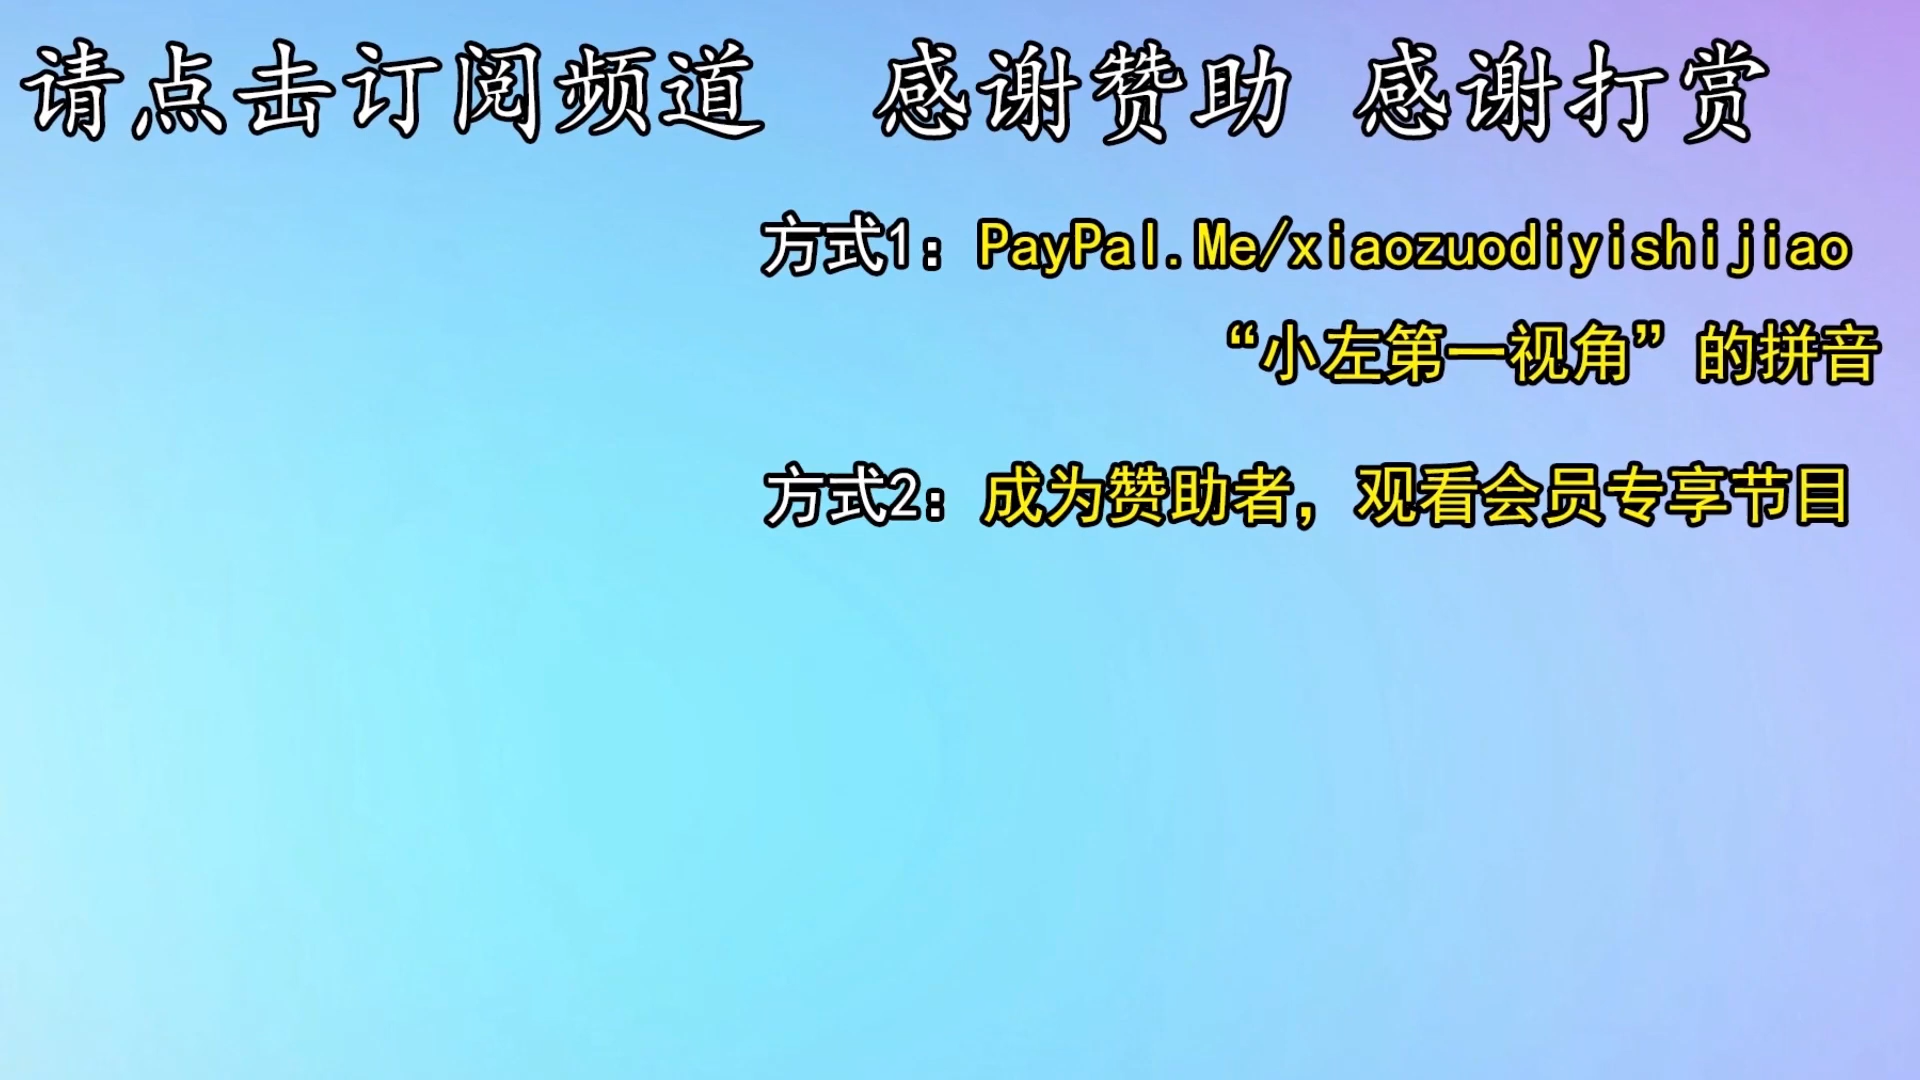 请点击订阅频道 感谢赞助 感谢打赏
方式1：PayPal.Me/xiaozuodiyishijiao
“小左第一视角”的拼音
方式2：成为赞助者，观看会员专享节目